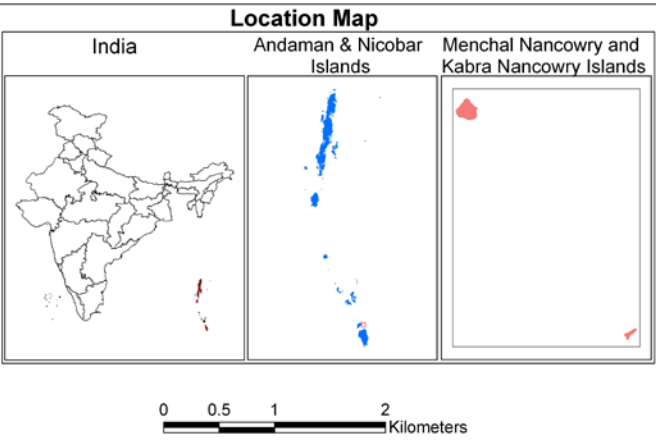 Location Map
India
Andaman & Nicobar
Islands
Menchal Nancowry and
Kabra Nancowry Islands
0 0.5 1 2
Kilometers